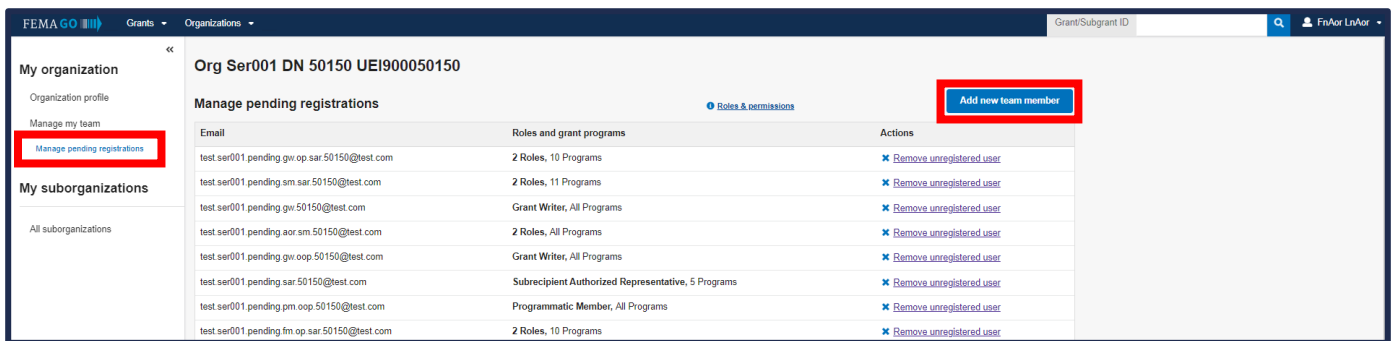 FEMA GO Grants Organizations Grant/Subgrant ID FnAor LnAor
«
My organization
Organization profile
Manage my team
Manage pending registrations
My suborganizations
All suborganizations
Org Ser001 DN 50150 UEI900050150
Manage pending registrations Roles & permissions Add new team member
Email Roles and grant programs Actions
test.ser001.pending.gw.op.sar.50150@test.com 2 Roles, 10 Programs Remove unregistered user
test.ser001.pending.sm.sar.50150@test.com 2 Roles, 11 Programs Remove unregistered user
test.ser001.pending.gw.50150@test.com Grant Writer, All Programs Remove unregistered user
test.ser001.pending.aor.sm.50150@test.com 2 Roles, All Programs Remove unregistered user
test.ser001.pending.gw.oop.50150@test.com Grant Writer, All Programs Remove unregistered user
test.ser001.pending.sar.50150@test.com Subrecipient Authorized Representative, 5 Programs Remove unregistered user
test.ser001.pending.pm.oop.50150@test.com Programmatic Member, All Programs Remove unregistered user
test.ser001.pending.fm.op.sar.50150@test.com 2 Roles, 10 Programs Remove unregistered user